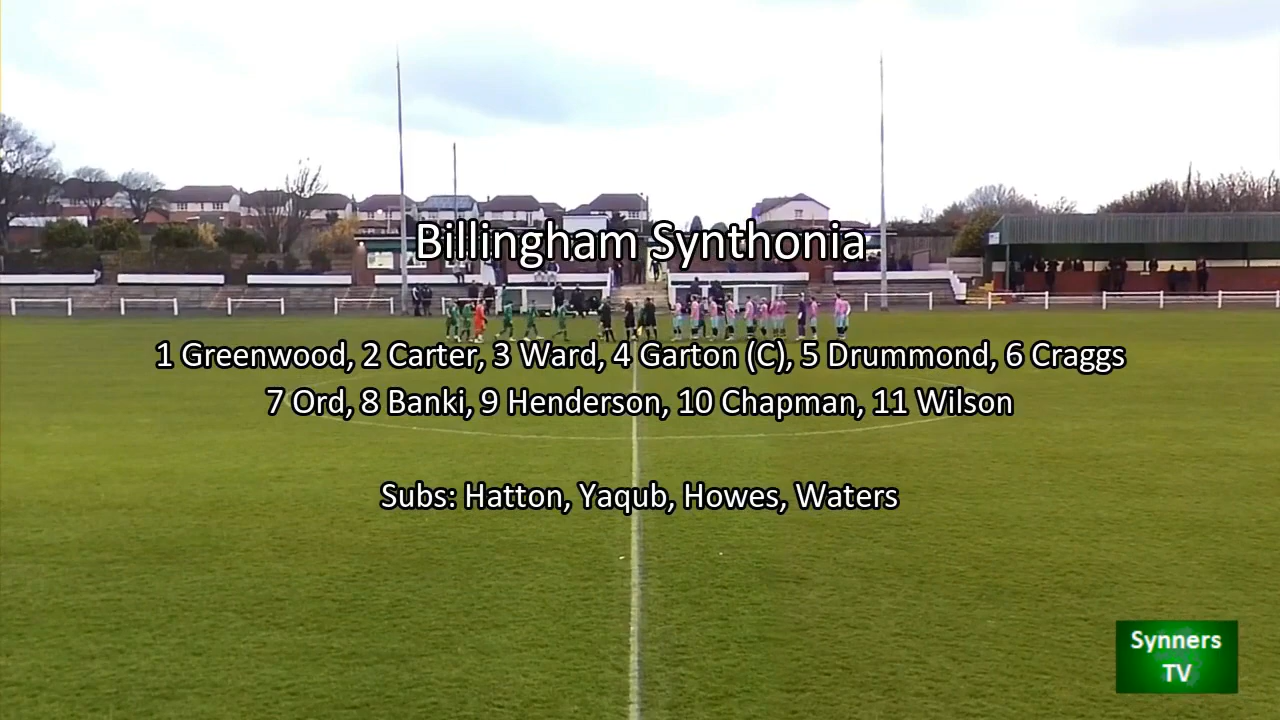 Billingham Synthonia
1 Greenwood, 2 Carter, 3 Ward, 4 Garton (C), 5 Drummond, 6 Craggs
7 Ord, 8 Banki, 9 Henderson, 10 Chapman, 11 Wilson
Subs: Hatton, Yaqub, Howes, Waters
Synners
TV